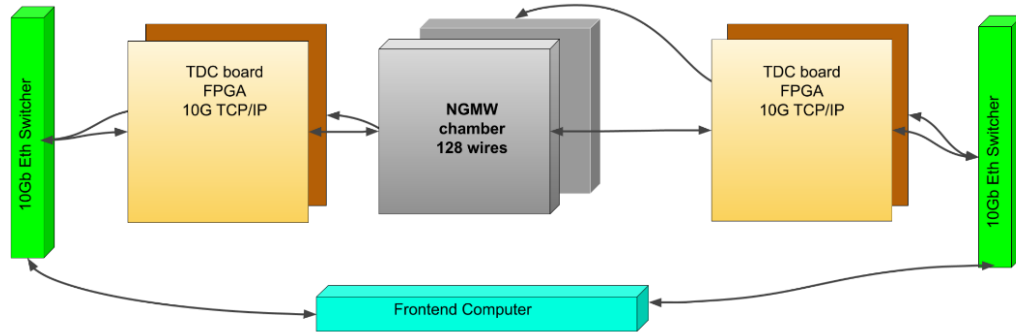 10Gb Eth Switcher
TDC board
FPGA
10G TCP/IP
NGMW
chamber
128 wires
TDC board
FPGA
10G TCP/IP
10Gb Eth Switcher
Frontend Computer